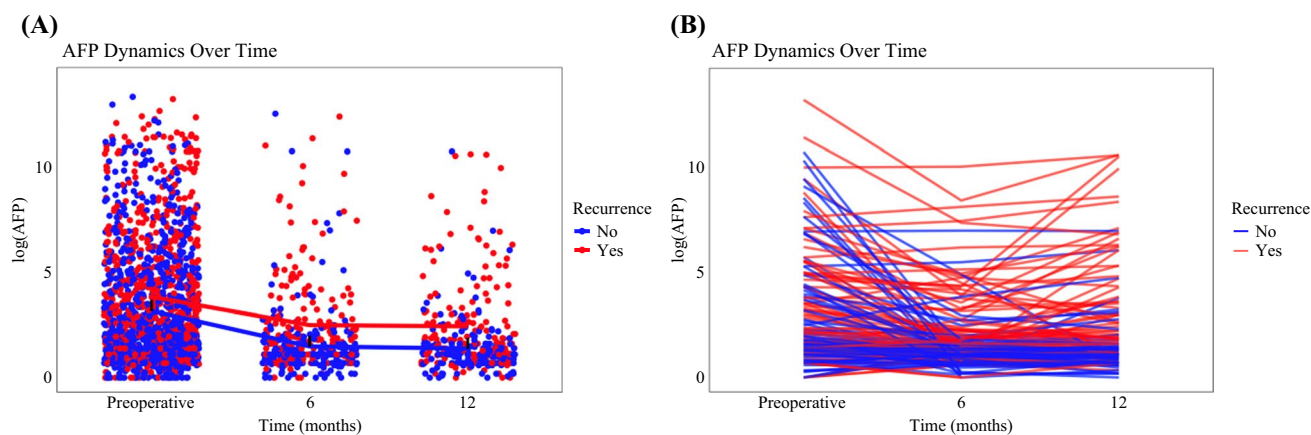 (A)
AFP Dynamics Over Time
log(AFP)
10
5
0
Preoperative
6
12
Time (months)
Recurrence
No
Yes
(B)
AFP Dynamics Over Time
log(AFP)
10
5
0
Preoperative
6
12
Time (months)
Recurrence
No
Yes